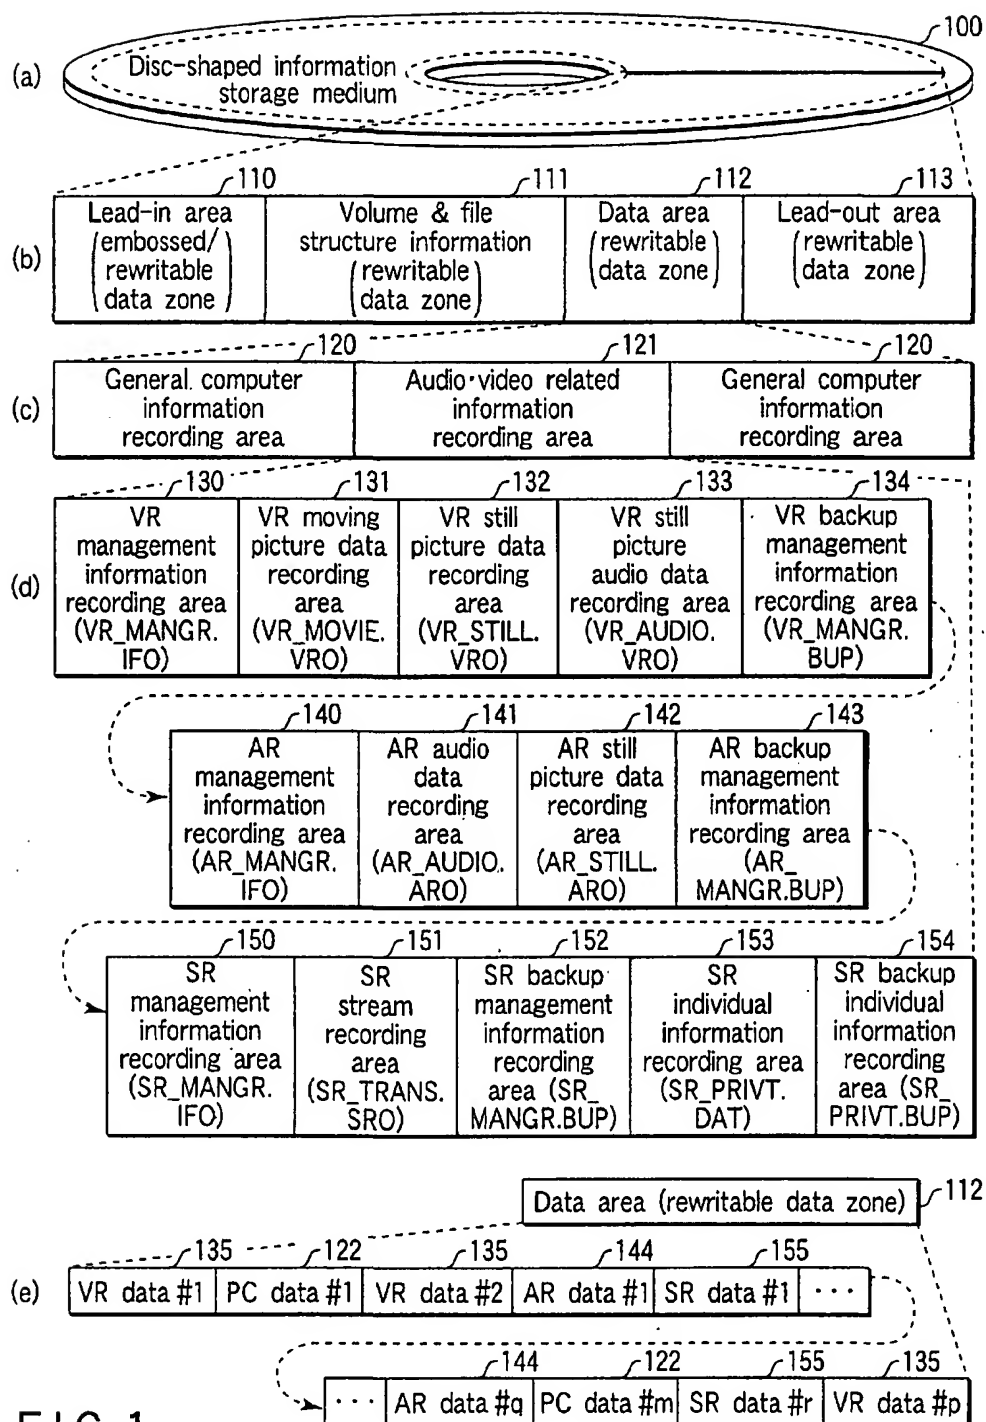 100
(a)
Disc-shaped information
storage medium
110
111
112
113
(b)
Lead-in area
(embossed/
rewritable
data zone)
Volume & file
structure information
(rewritable
data zone)
Data area
(rewritable
data zone)
Lead-out area
(rewritable
data zone)
120
121
120
(c)
General computer
information
recording area
Audio·video related
information
recording area
General computer
information
recording area
130
131
132
133
134
(d)
VR
management
information
recording area
(VR_MANGR.
IFO)
VR moving
picture data
recording
area
(VR_MOVIE.
VRO)
VR still
picture data
recording
area
(VR_STILL.
VRO)
VR still
picture
audio data
recording area
(VR_AUDIO.
VRO)
VR backup
management
information
recording area
(VR_MANGR.
BUP)
140
141
142
143
AR
management
information
recording area
(AR_MANGR.
IFO)
AR audio
data
recording
area
(AR_AUDIO.
ARO)
AR still
picture data
recording
area
(AR_STILL.
ARO)
AR backup
management
information
recording area
(AR_
MANGR.BUP)
150
151
152
153
154
SR
management
information
recording area
(SR_MANGR.
IFO)
SR
stream
recording
area
(SR_TRANS.
SRO)
SR backup
management
information
recording
area (SR_
MANGR.BUP)
SR
individual
information
recording area
(SR_PRIVT.
DAT)
SR backup
individual
information
recording
area (SR_
PRIVT.BUP)
Data area (rewritable data zone)
112
135
122
135
144
155
(e)
VR data #1
PC data #1
VR data #2
AR data #1
SR data #1
···
144
122
155
135
···
AR data #q
PC data #m
SR data #r
VR data #p
FIG. 1